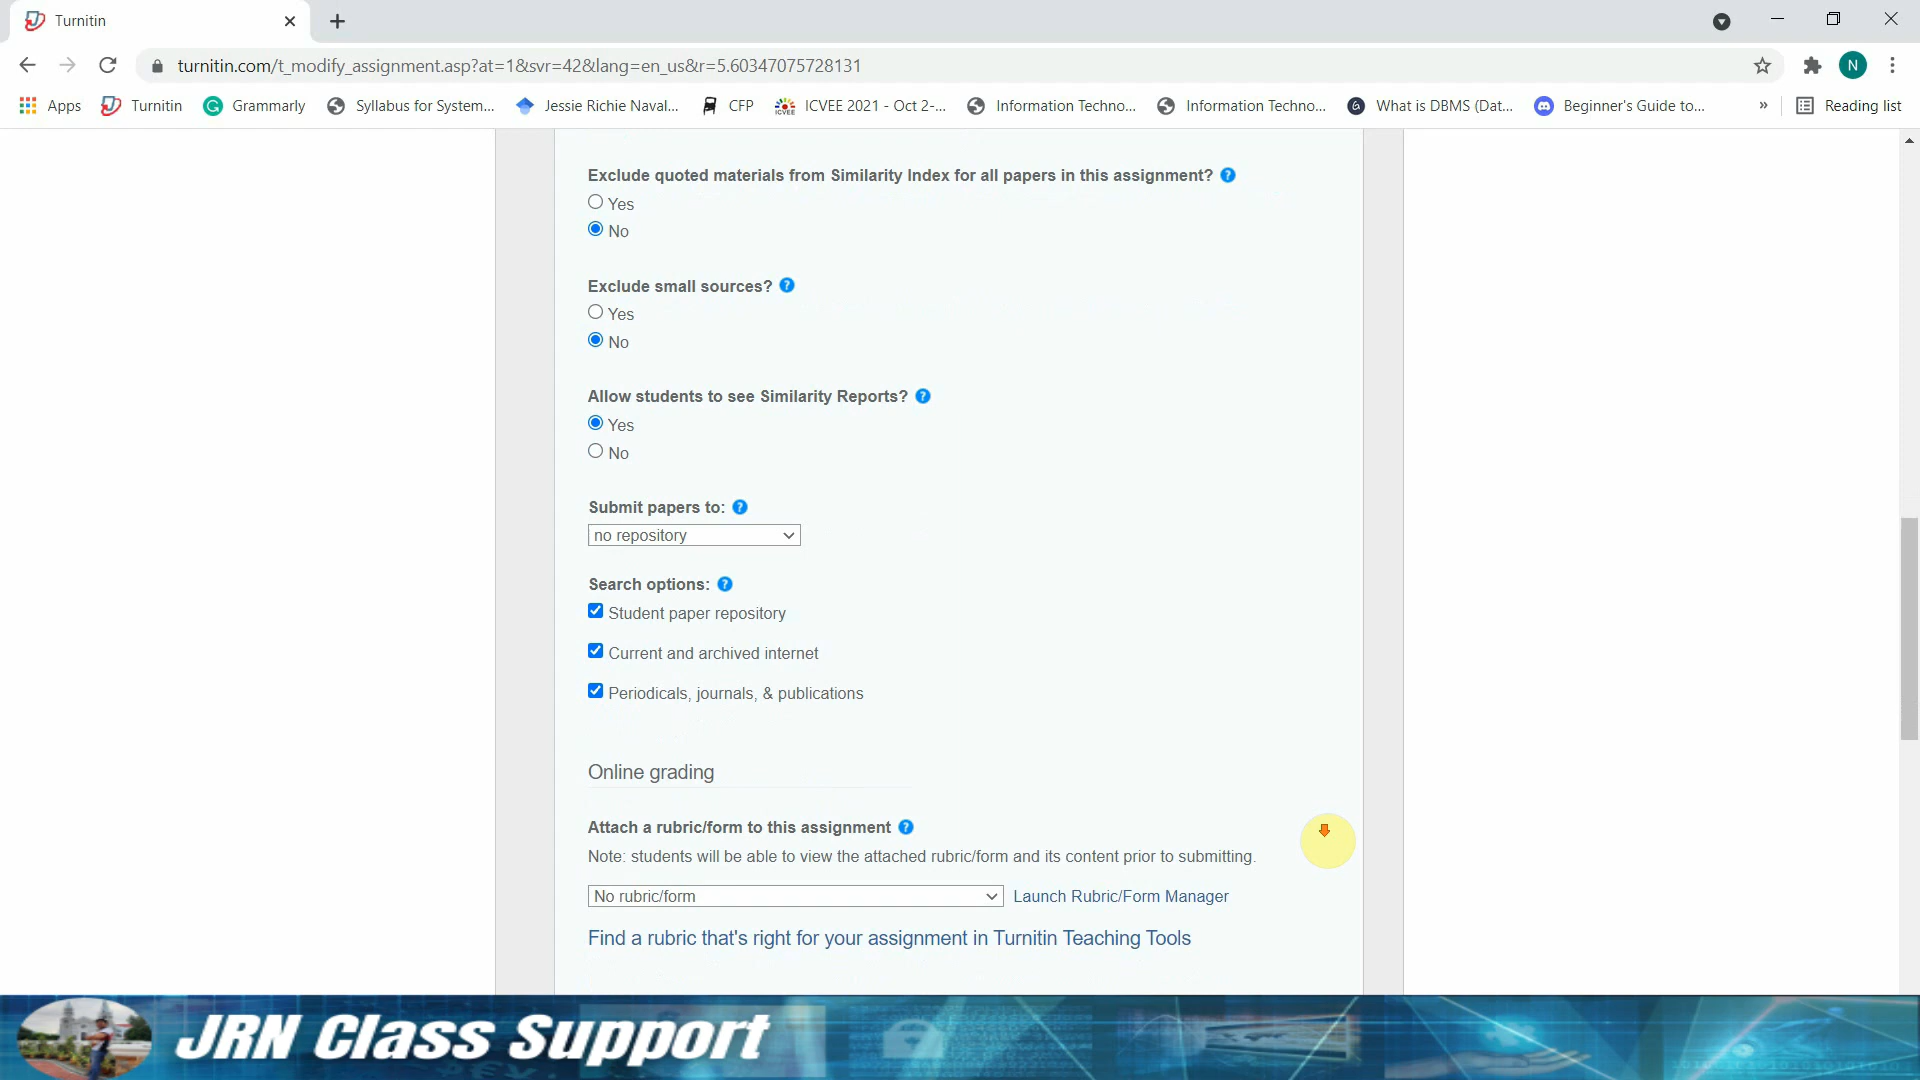 Turnitin
turnitin.com/t_modify_assignment.asp?at=1&svr=42&lang=en_us&r=5.60347075728131
N
Apps Turnitin Grammarly Syllabus for System... Jessie Richie Naval... CFP ICVEE 2021 - Oct 2-... Information Techno... Information Techno... What is DBMS (Dat... Beginner's Guide to... » Reading list
Exclude quoted materials from Similarity Index for all papers in this assignment? ?
Yes
No
Exclude small sources? ?
Yes
No
Allow students to see Similarity Reports? ?
Yes
No
Submit papers to: ?
no repository
Search options: ?
Student paper repository
Current and archived internet
Periodicals, journals, & publications
Online grading
Attach a rubric/form to this assignment ?
Note: students will be able to view the attached rubric/form and its content prior to submitting.
No rubric/form Launch Rubric/Form Manager
Find a rubric that's right for your assignment in Turnitin Teaching Tools
JRN Class Support